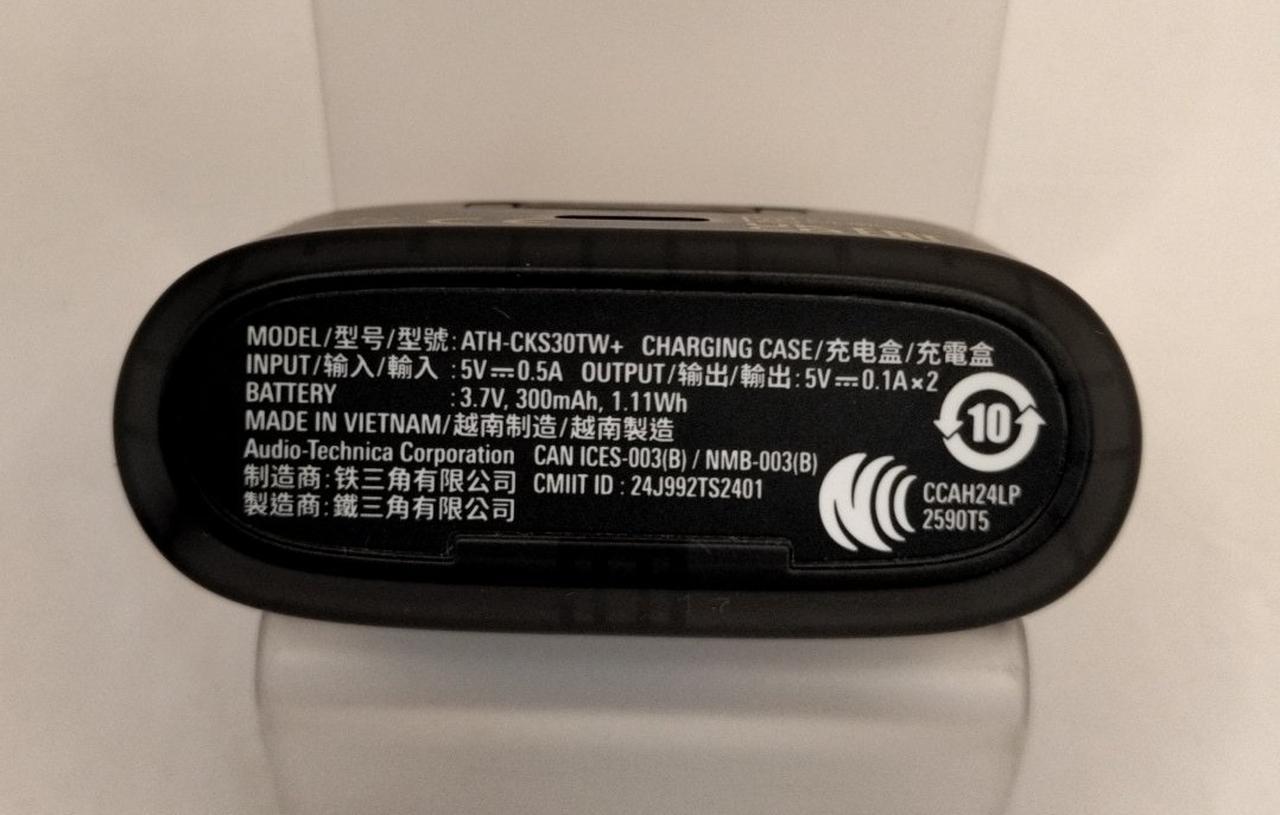 MODEL/型号/型號: ATH-CKS30TW+ CHARGING CASE/充电盒/充電盒
INPUT/输入/輸入 : 5V⎓0.5A OUTPUT/输出/輸出: 5V⎓0.1A×2
BATTERY : 3.7V, 300mAh, 1.11Wh
MADE IN VIETNAM/越南制造/越南製造
Audio-Technica Corporation CAN ICES-003(B) / NMB-003(B)
制造商: 铁三角有限公司 CMIIT ID : 24J992TS2401
製造商: 鐵三角有限公司
10
CCAH24LP
2590T5